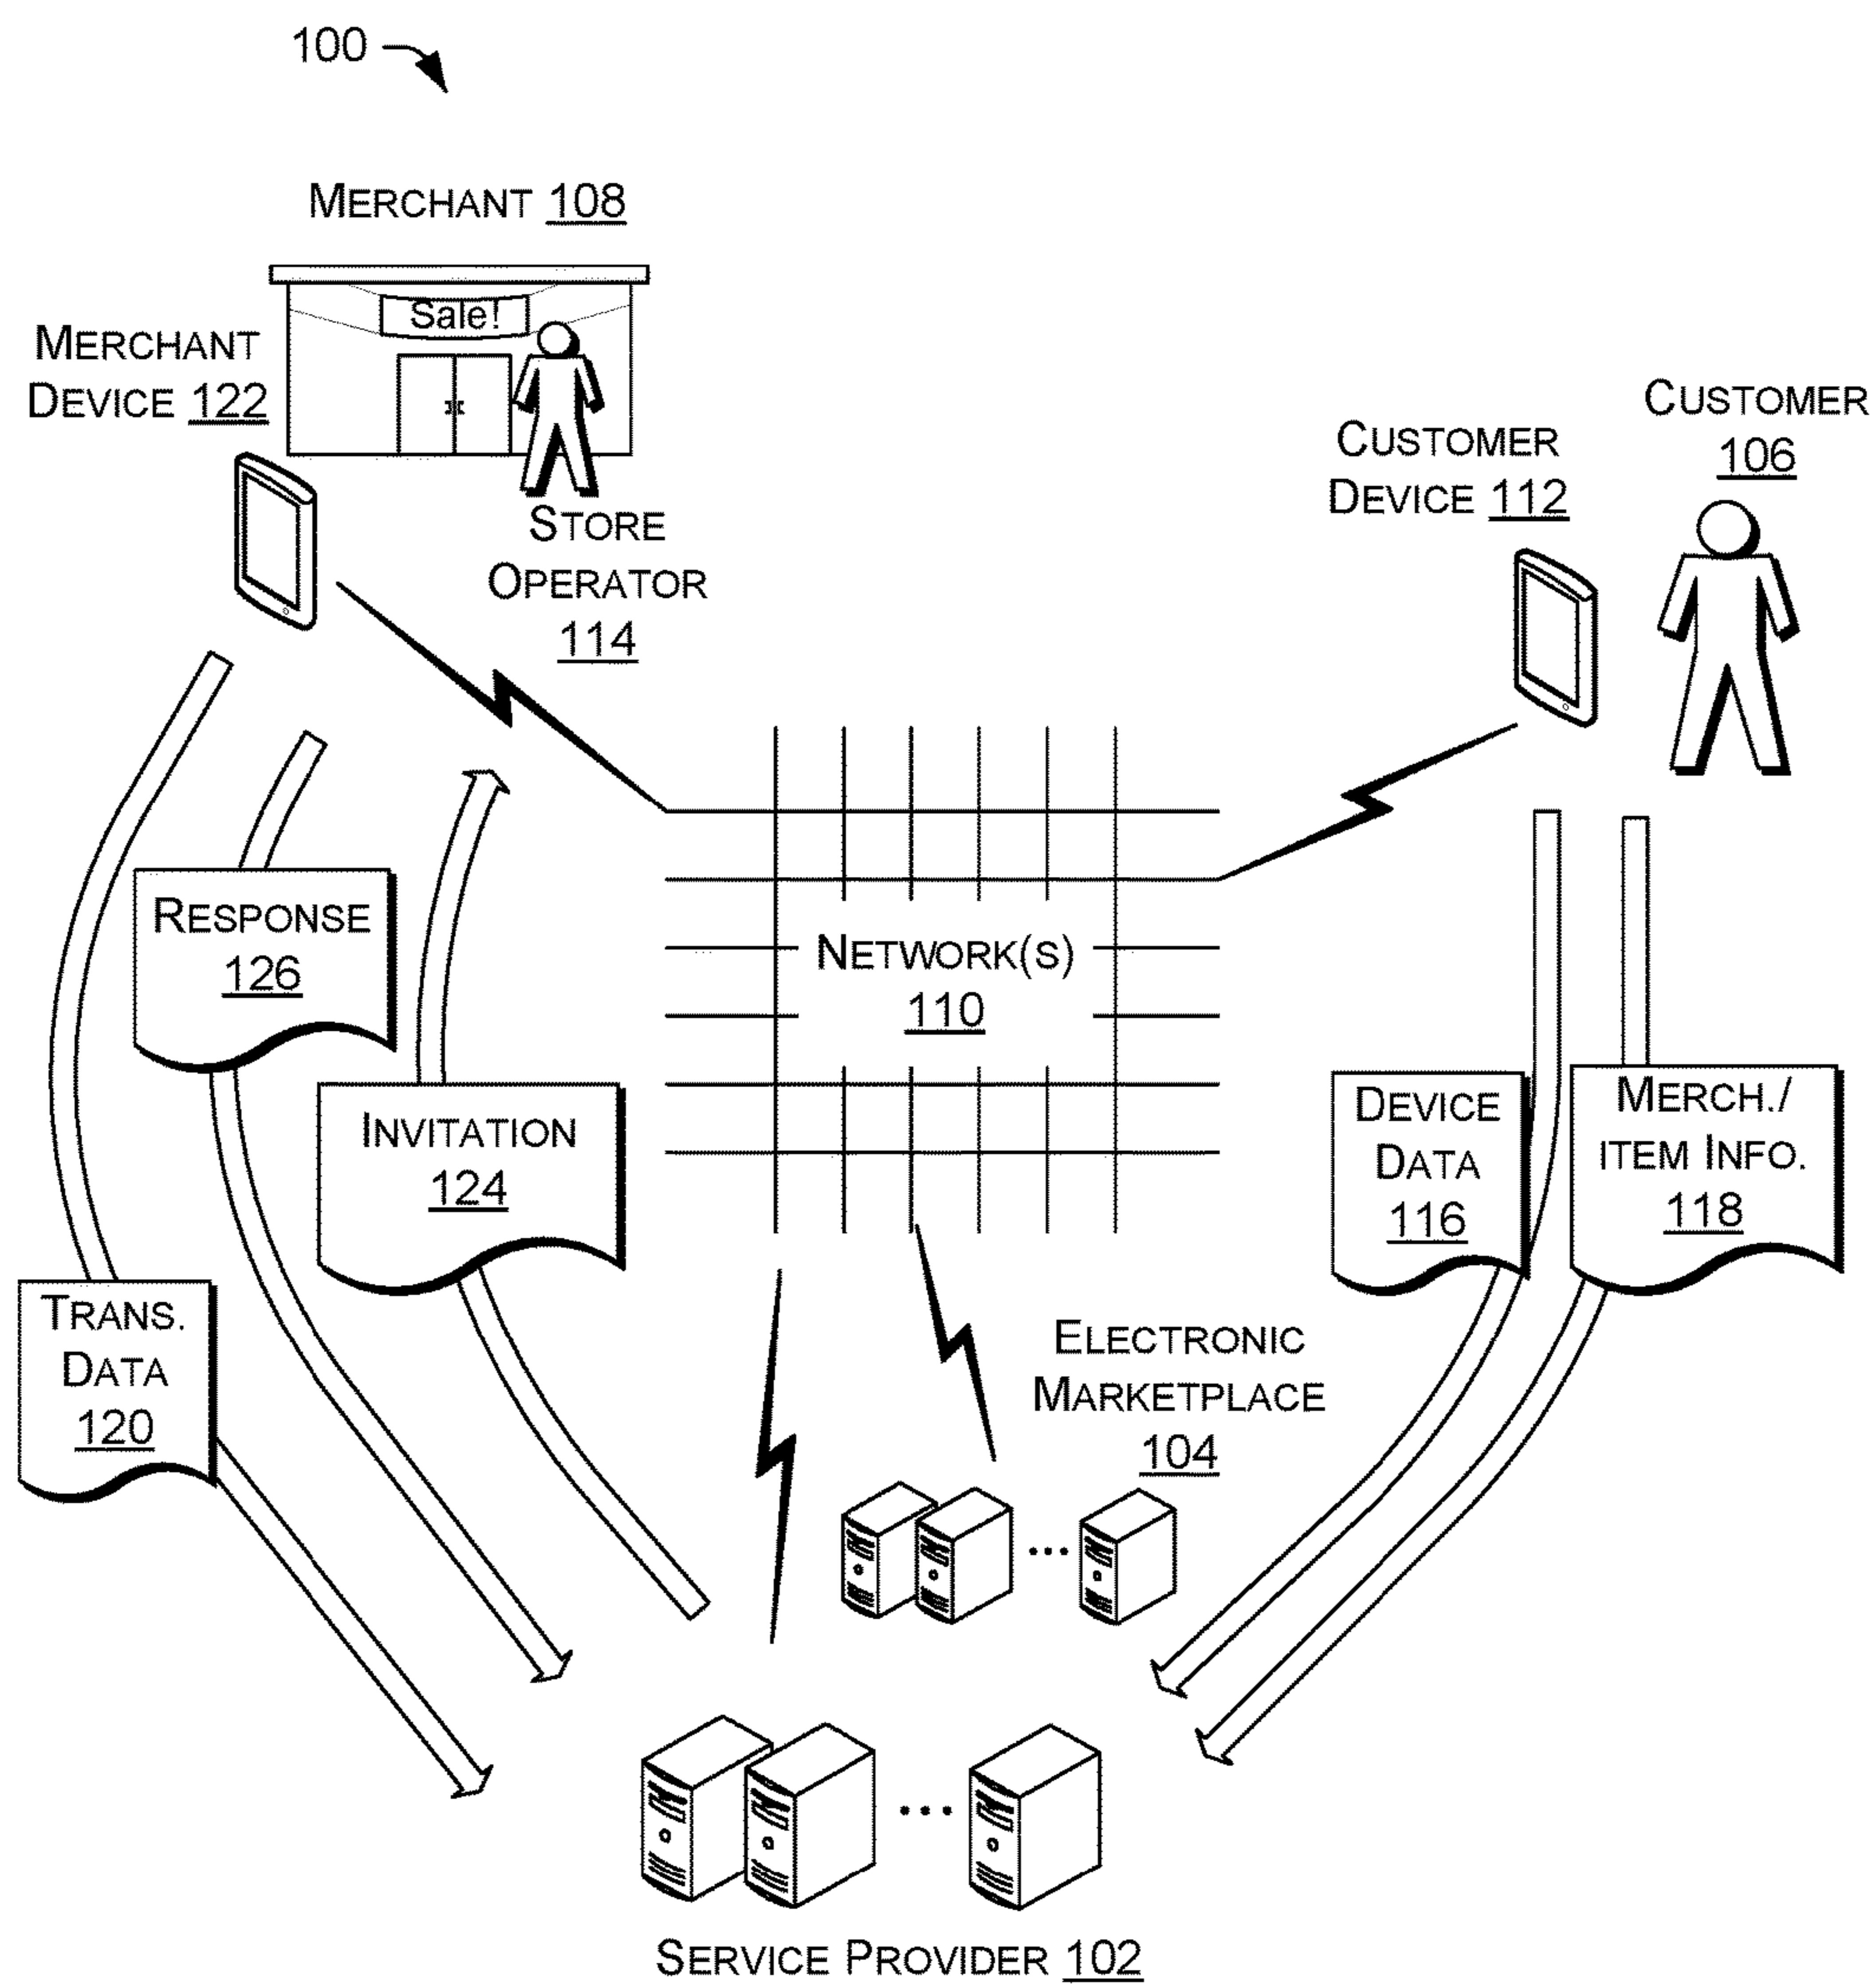 100
MERCHANT 108
Sale!
MERCHANT
DEVICE 122
STORE
OPERATOR
114
CUSTOMER
106
CUSTOMER
DEVICE 112
RESPONSE
126
INVITATION
124
TRANS.
DATA
120
NETWORK(S)
110
DEVICE
DATA
116
MERCH./
ITEM INFO.
118
ELECTRONIC
MARKETPLACE
104
SERVICE PROVIDER 102